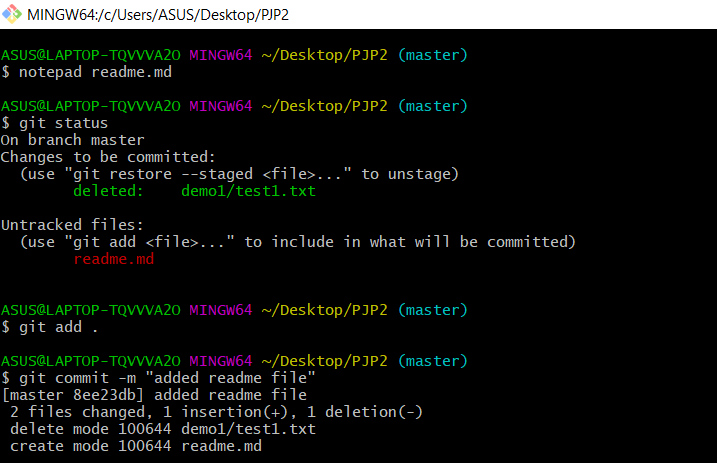 MINGW64:/c/Users/ASUS/Desktop/PJP2
ASUS@LAPTOP-TQVVVA2O MINGW64 ~/Desktop/PJP2 (master)
$ notepad readme.md
ASUS@LAPTOP-TQVVVA2O MINGW64 ~/Desktop/PJP2 (master)
$ git status
On branch master
Changes to be committed:
  (use "git restore --staged <file>..." to unstage)
        deleted:    demo1/test1.txt
Untracked files:
  (use "git add <file>..." to include in what will be committed)
        readme.md
ASUS@LAPTOP-TQVVVA2O MINGW64 ~/Desktop/PJP2 (master)
$ git add .
ASUS@LAPTOP-TQVVVA2O MINGW64 ~/Desktop/PJP2 (master)
$ git commit -m "added readme file"
[master 8ee23db] added readme file
 2 files changed, 1 insertion(+), 1 deletion(-)
 delete mode 100644 demo1/test1.txt
 create mode 100644 readme.md